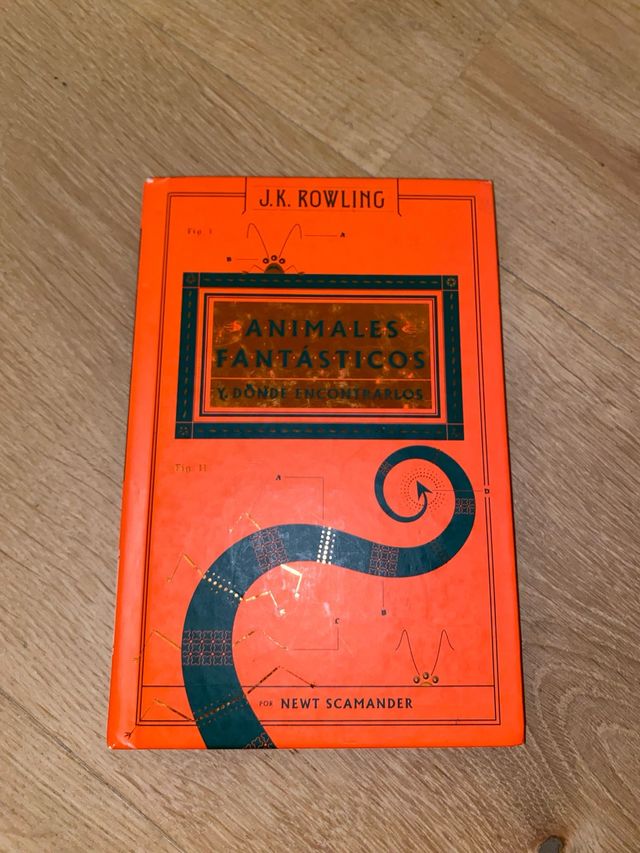 J.K. ROWLING
Fig. I
A
B
ANIMALES
FANTÁSTICOS
Y DÓNDE ENCONTRARLOS
Fig. II
A
D
B
C
POR NEWT SCAMANDER